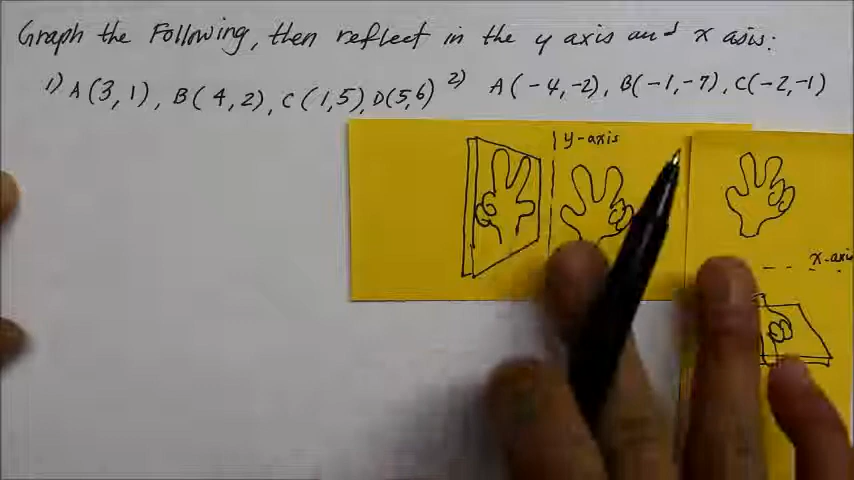 Graph the Following, then reflect in the y axis and x asis:
1) A(3,1), B(4,2), C(1,5), D(5,6) 2) A(-4,-2), B(-1,-7), C(-2,-1)
y-axis
x-axis